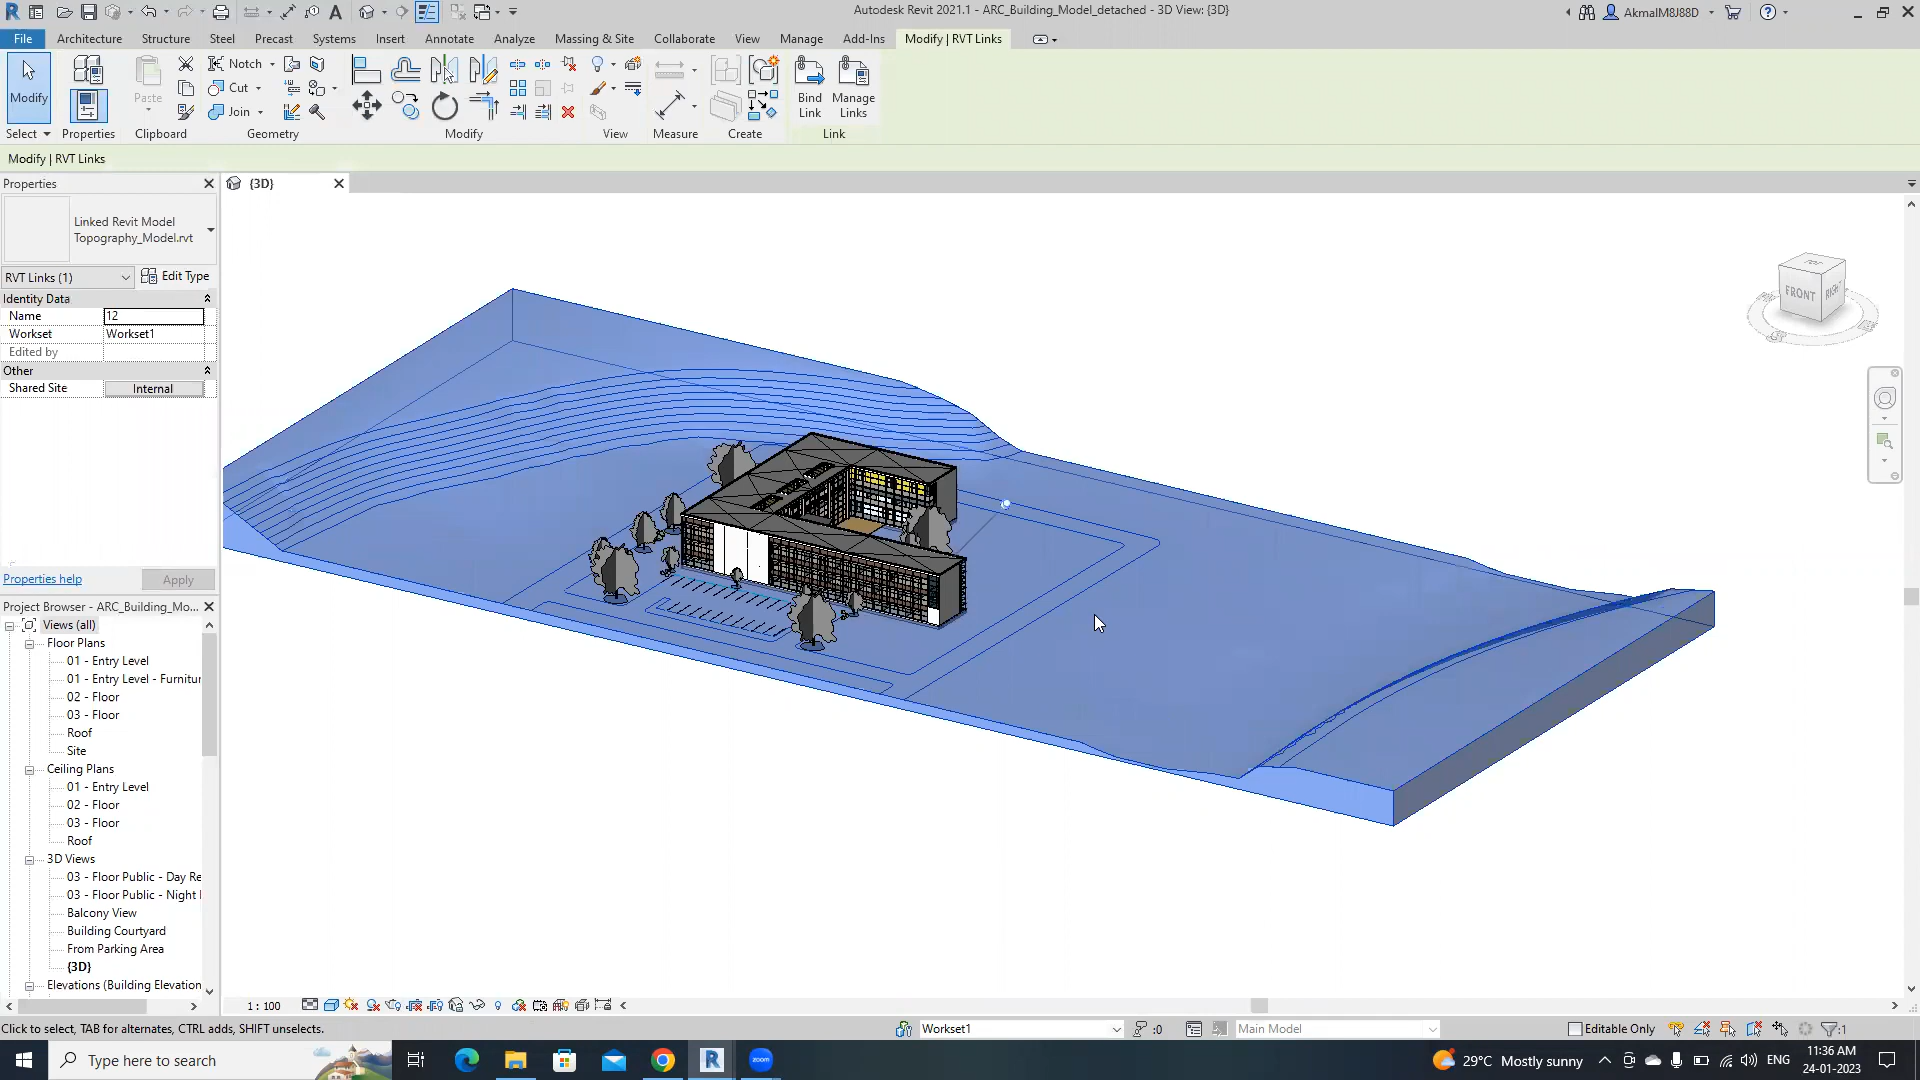 Autodesk Revit 2021.1 - ARC_Building_Model_detached - 3D View: {3D}
AkmalM8J88D
File
Architecture
Structure
Steel
Precast
Systems
Insert
Annotate
Analyze
Massing & Site
Collaborate
View
Manage
Add-Ins
Modify | RVT Links
Modify
Paste
Notch
Cut
Join
Bind Link
Manage Links
Select
Properties
Clipboard
Geometry
Modify
View
Measure
Create
Link
Modify | RVT Links
Properties
{3D}
Linked Revit Model
Topography_Model.rvt
RVT Links (1)
Edit Type
Identity Data
Name
12
Workset
Workset1
Edited by
Other
Shared Site
Internal
Properties help
Apply
Project Browser - ARC_Building_Mo...
Views (all)
Floor Plans
01 - Entry Level
01 - Entry Level - Furnitur
02 - Floor
03 - Floor
Roof
Site
Ceiling Plans
01 - Entry Level
02 - Floor
03 - Floor
Roof
3D Views
03 - Floor Public - Day Re
03 - Floor Public - Night
Balcony View
Building Courtyard
From Parking Area
{3D}
Elevations (Building Elevation
TOP
FRONT
RIGHT
1 : 100
Click to select, TAB for alternates, CTRL adds, SHIFT unselects.
Workset1
:0
Main Model
Editable Only
:1
Type here to search
zoom
29°C Mostly sunny
ENG
11:36 AM
24-01-2023